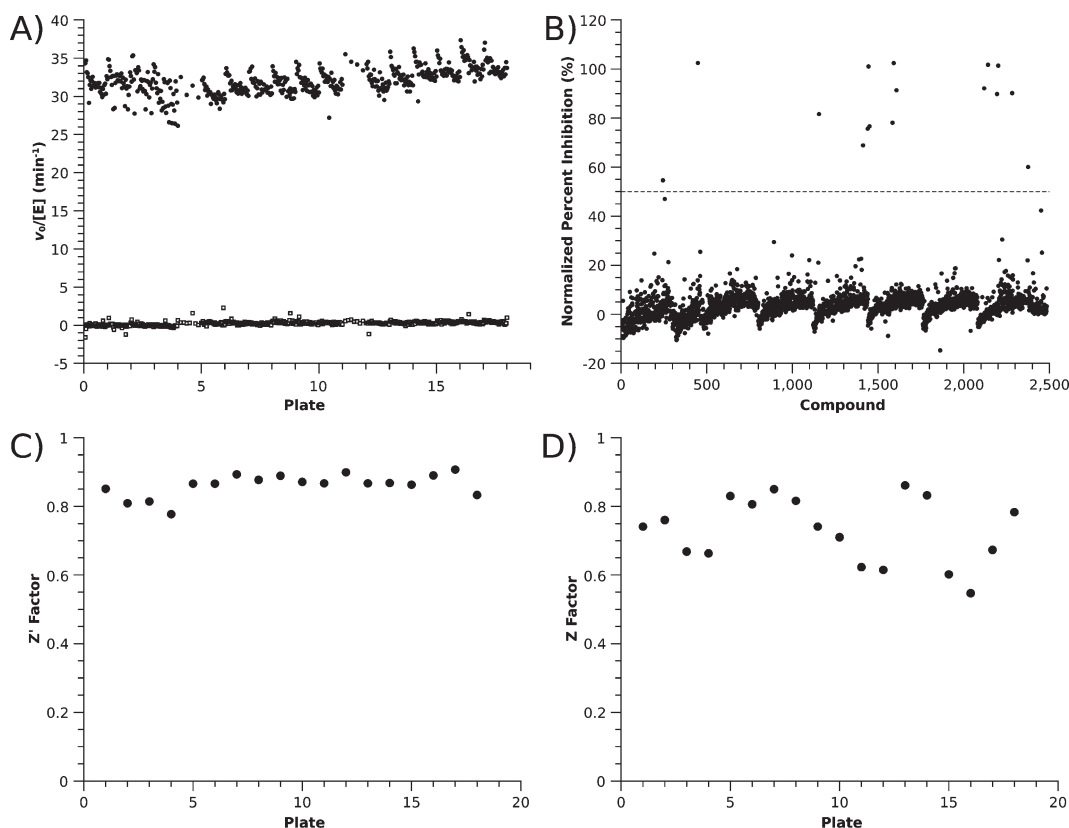 A)
40
35
30
25
20
15
10
5
0
-5
v₀/[E] (min⁻¹)
0 5 10 15
Plate
B)
120
100
80
60
40
20
0
-20
Normalized Percent Inhibition (%)
0 500 1,000 1,500 2,000 2,500
Compound
C)
1
0.8
0.6
0.4
0.2
0
Z' Factor
0 5 10 15 20
Plate
D)
1
0.8
0.6
0.4
0.2
0
Z Factor
0 5 10 15 20
Plate